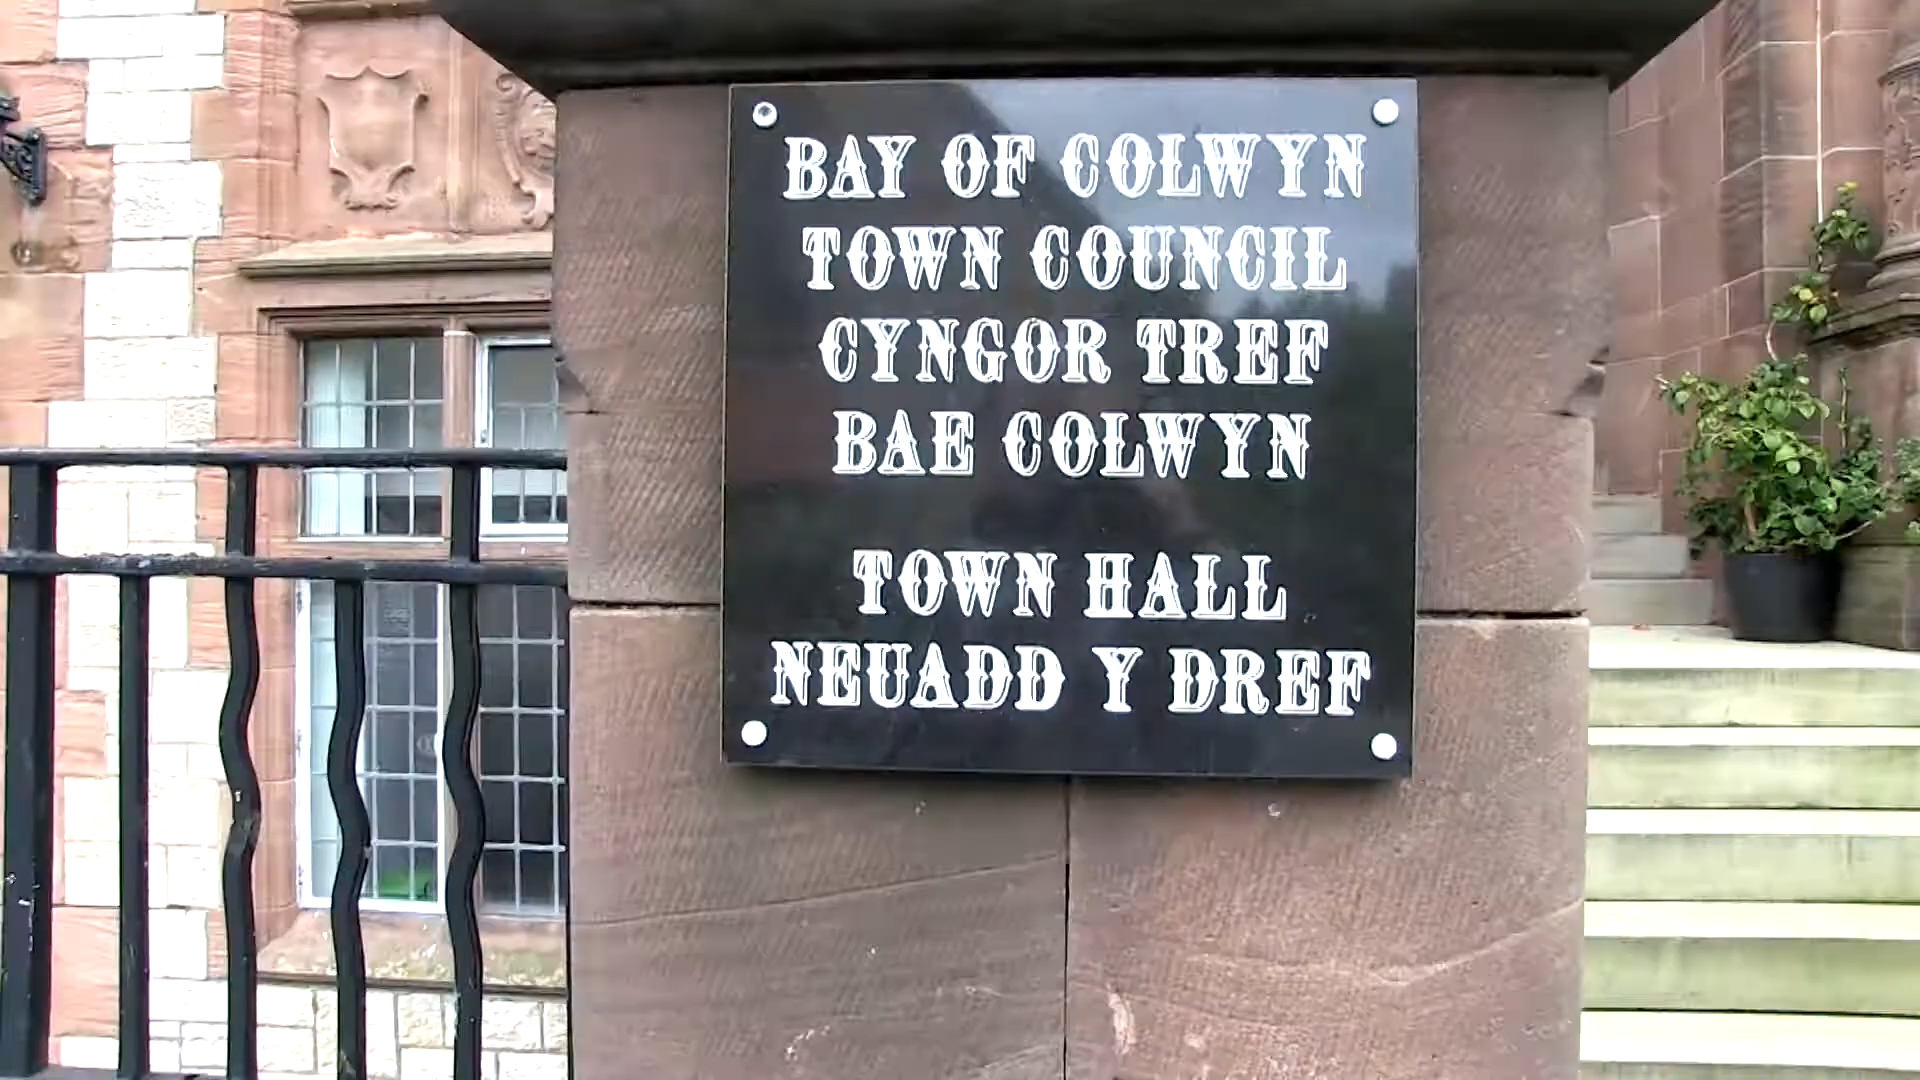 BAY OF COLWYN
TOWN COUNCIL
CYNGOR TREF
BAE COLWYN
TOWN HALL
NEUADD Y DREF